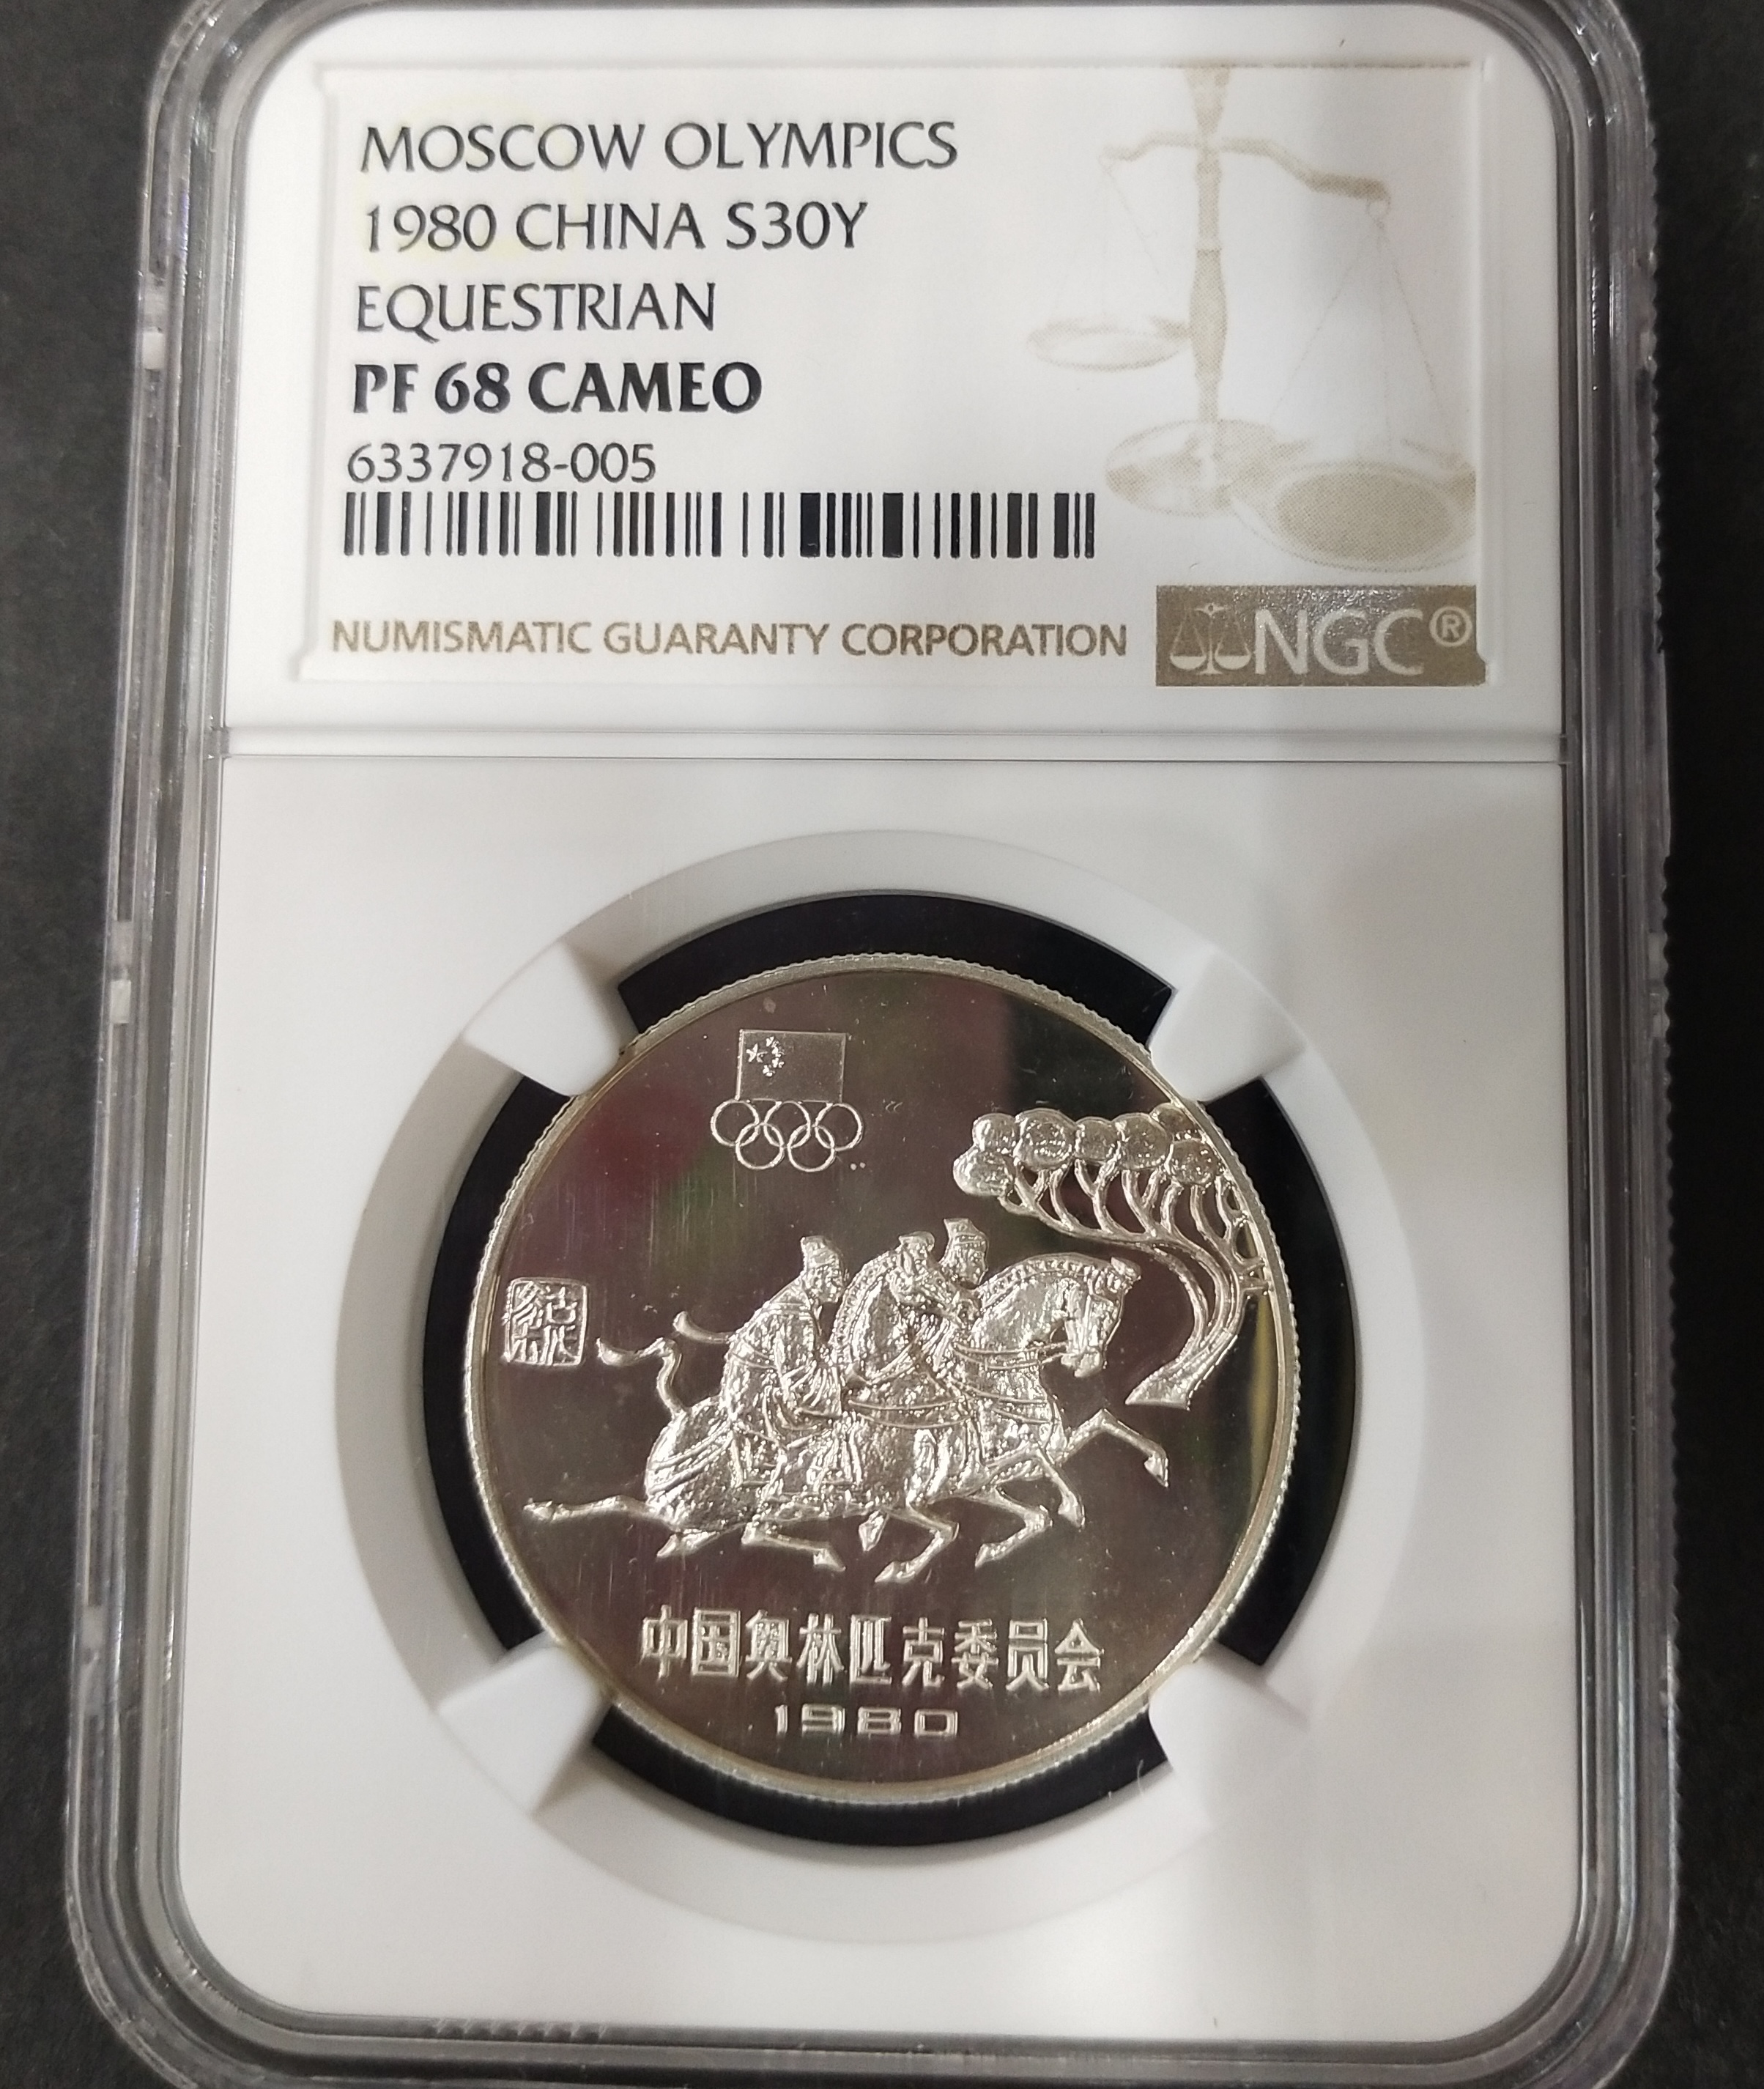 MOSCOW OLYMPICS
1980 CHINA S30Y
EQUESTRIAN
PF 68 CAMEO
6337918-005
NUMISMATIC GUARANTY CORPORATION NGC®
中国奥林匹克委员会
1980